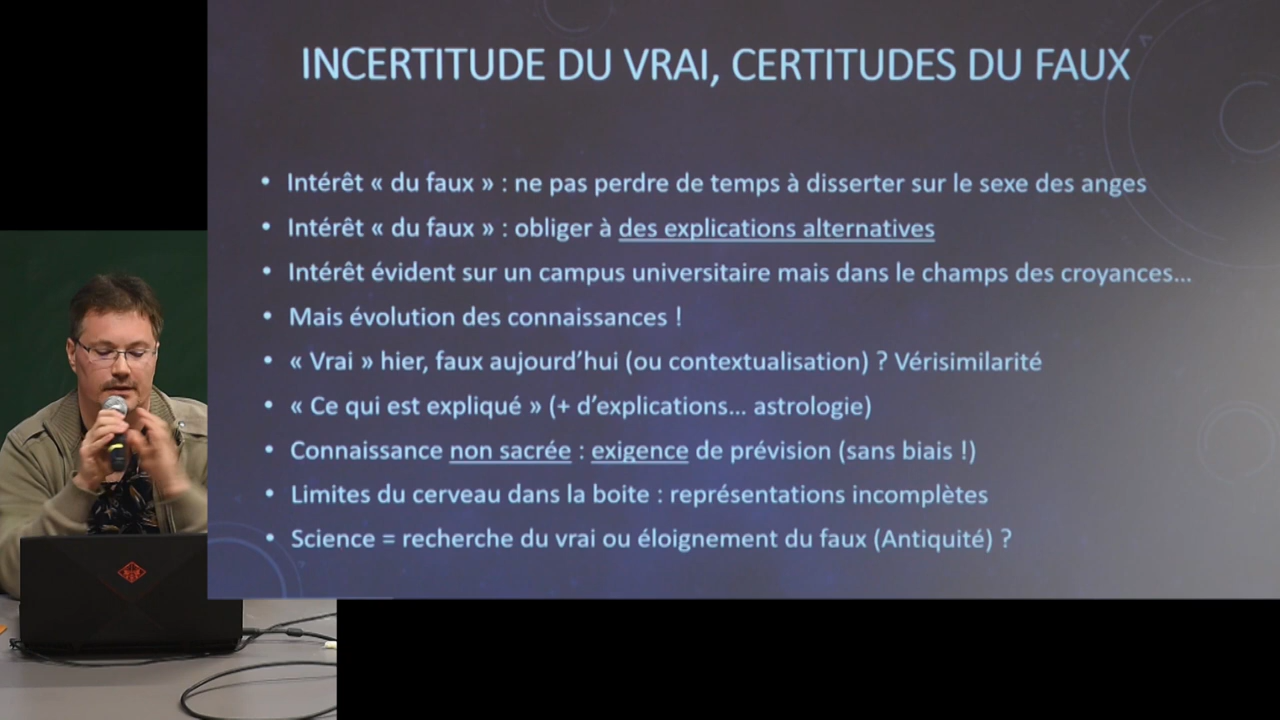 INCERTITUDE DU VRAI, CERTITUDES DU FAUX
• Intérêt « du faux » : ne pas perdre de temps à disserter sur le sexe des anges
• Intérêt « du faux » : obliger à des explications alternatives
• Intérêt évident sur un campus universitaire mais dans le champs des croyances...
• Mais évolution des connaissances !
• « Vrai » hier, faux aujourd'hui (ou contextualisation) ? Vérisimilarité
• « Ce qui est expliqué » (+ d'explications... astrologie)
• Connaissance non sacrée : exigence de prévision (sans biais !)
• Limites du cerveau dans la boite : représentations incomplètes
• Science = recherche du vrai ou éloignement du faux (Antiquité) ?